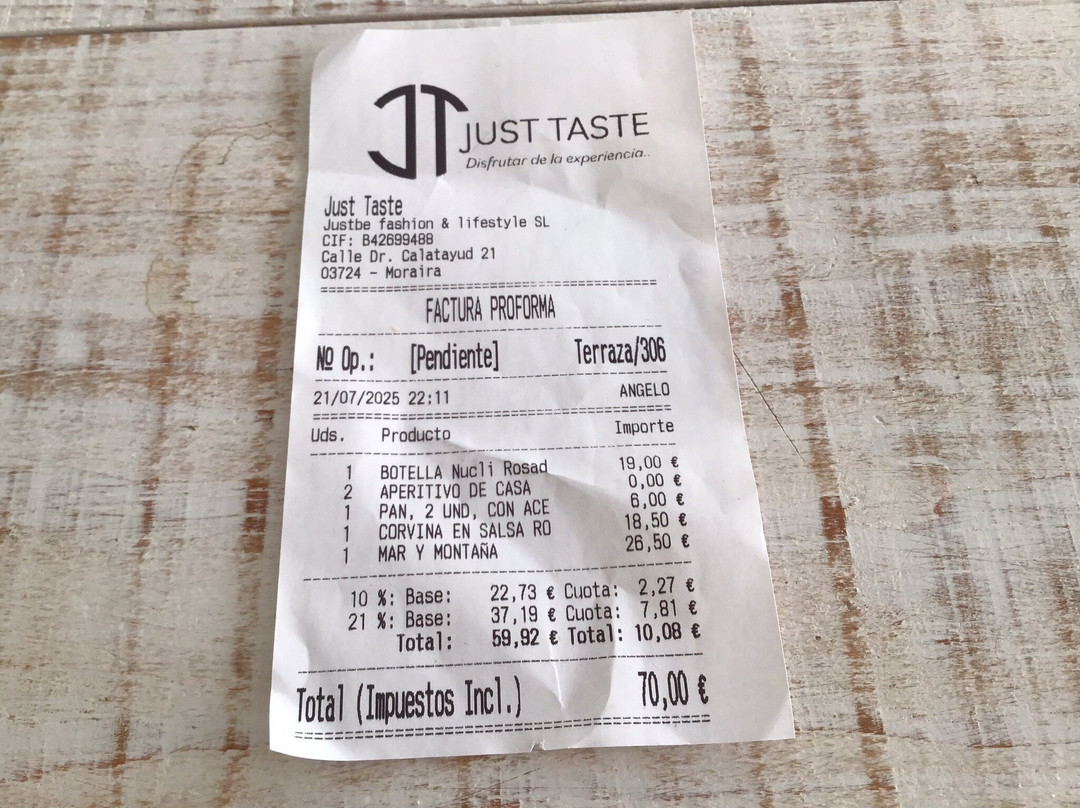 JT JUST TASTE
Disfrutar de la experiencia..
Just Taste
Justbe fashion & lifestyle SL
CIF: B42699488
Calle Dr. Calatayud 21
03724 - Moraira
FACTURA PROFORMA
Nº Op.: [Pendiente] Terraza/306
21/07/2025 22:11 ANGELO
Uds. Producto Importe
1 BOTELLA Nucli Rosad 19,00 €
2 APERITIVO DE CASA 0,00 €
1 PAN, 2 UND, CON ACE 6,00 €
1 CORVINA EN SALSA RO 18,50 €
1 MAR Y MONTAÑA 26,50 €
10 %: Base: 22,73 € Cuota: 2,27 €
21 %: Base: 37,19 € Cuota: 7,81 €
Total: 59,92 € Total: 10,08 €
Total (Impuestos Incl.) 70,00 €